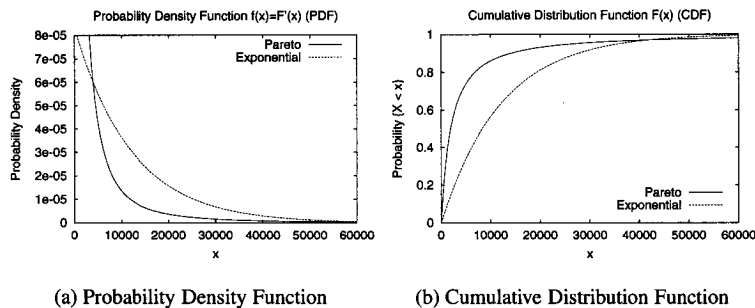 Probability Density Function f(x)=F'(x) (PDF)
8e-05
7e-05
6e-05
5e-05
4e-05
3e-05
2e-05
1e-05
0
Probability Density
Pareto
Exponential
0 10000 20000 30000 40000 50000 60000
x
(a) Probability Density Function
Cumulative Distribution Function F(x) (CDF)
1
0.8
0.6
0.4
0.2
0
Probability (X < x)
Pareto
Exponential
0 10000 20000 30000 40000 50000 60000
x
(b) Cumulative Distribution Function